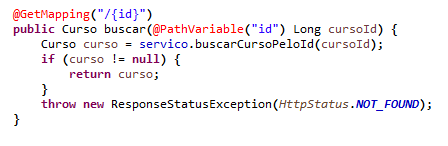 @GetMapping("/{id}")
public Curso buscar(@PathVariable("id") Long cursoId) {
    Curso curso = servico.buscarCursoPeloId(cursoId);
    if (curso != null) {
        return curso;
    }
    throw new ResponseStatusException(HttpStatus.NOT_FOUND);
}